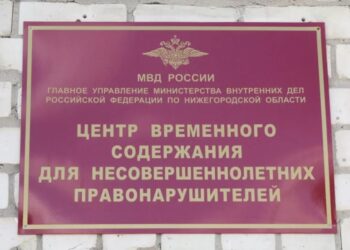 МВД РОССИИ
ГЛАВНОЕ УПРАВЛЕНИЕ МИНИСТЕРСТВА ВНУТРЕННИХ ДЕЛ
РОССИЙСКОЙ ФЕДЕРАЦИИ ПО НИЖЕГОРОДСКОЙ ОБЛАСТИ
ЦЕНТР ВРЕМЕННОГО
СОДЕРЖАНИЯ
ДЛЯ НЕСОВЕРШЕННОЛЕТНИХ
ПРАВОНАРУШИТЕЛЕЙ